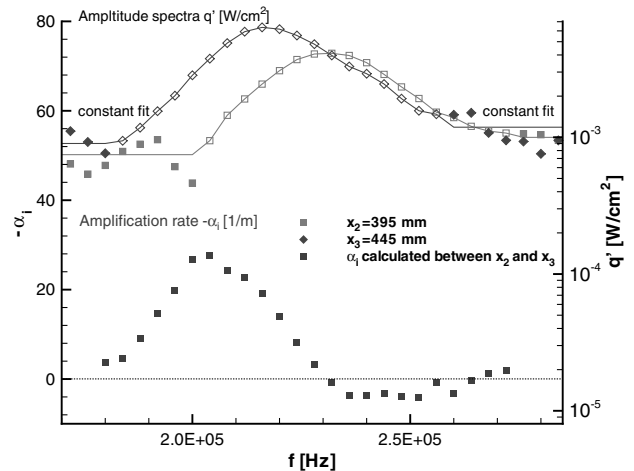 Ampltitude spectra q' [W/cm²]
80
60
40
20
0
constant fit
constant fit
10⁻³
10⁻⁴
10⁻⁵
-αᵢ
q' [W/cm²]
Amplification rate -αᵢ [1/m]
x₂=395 mm
x₃=445 mm
αᵢ calculated between x₂ and x₃
2.0E+05
2.5E+05
f [Hz]